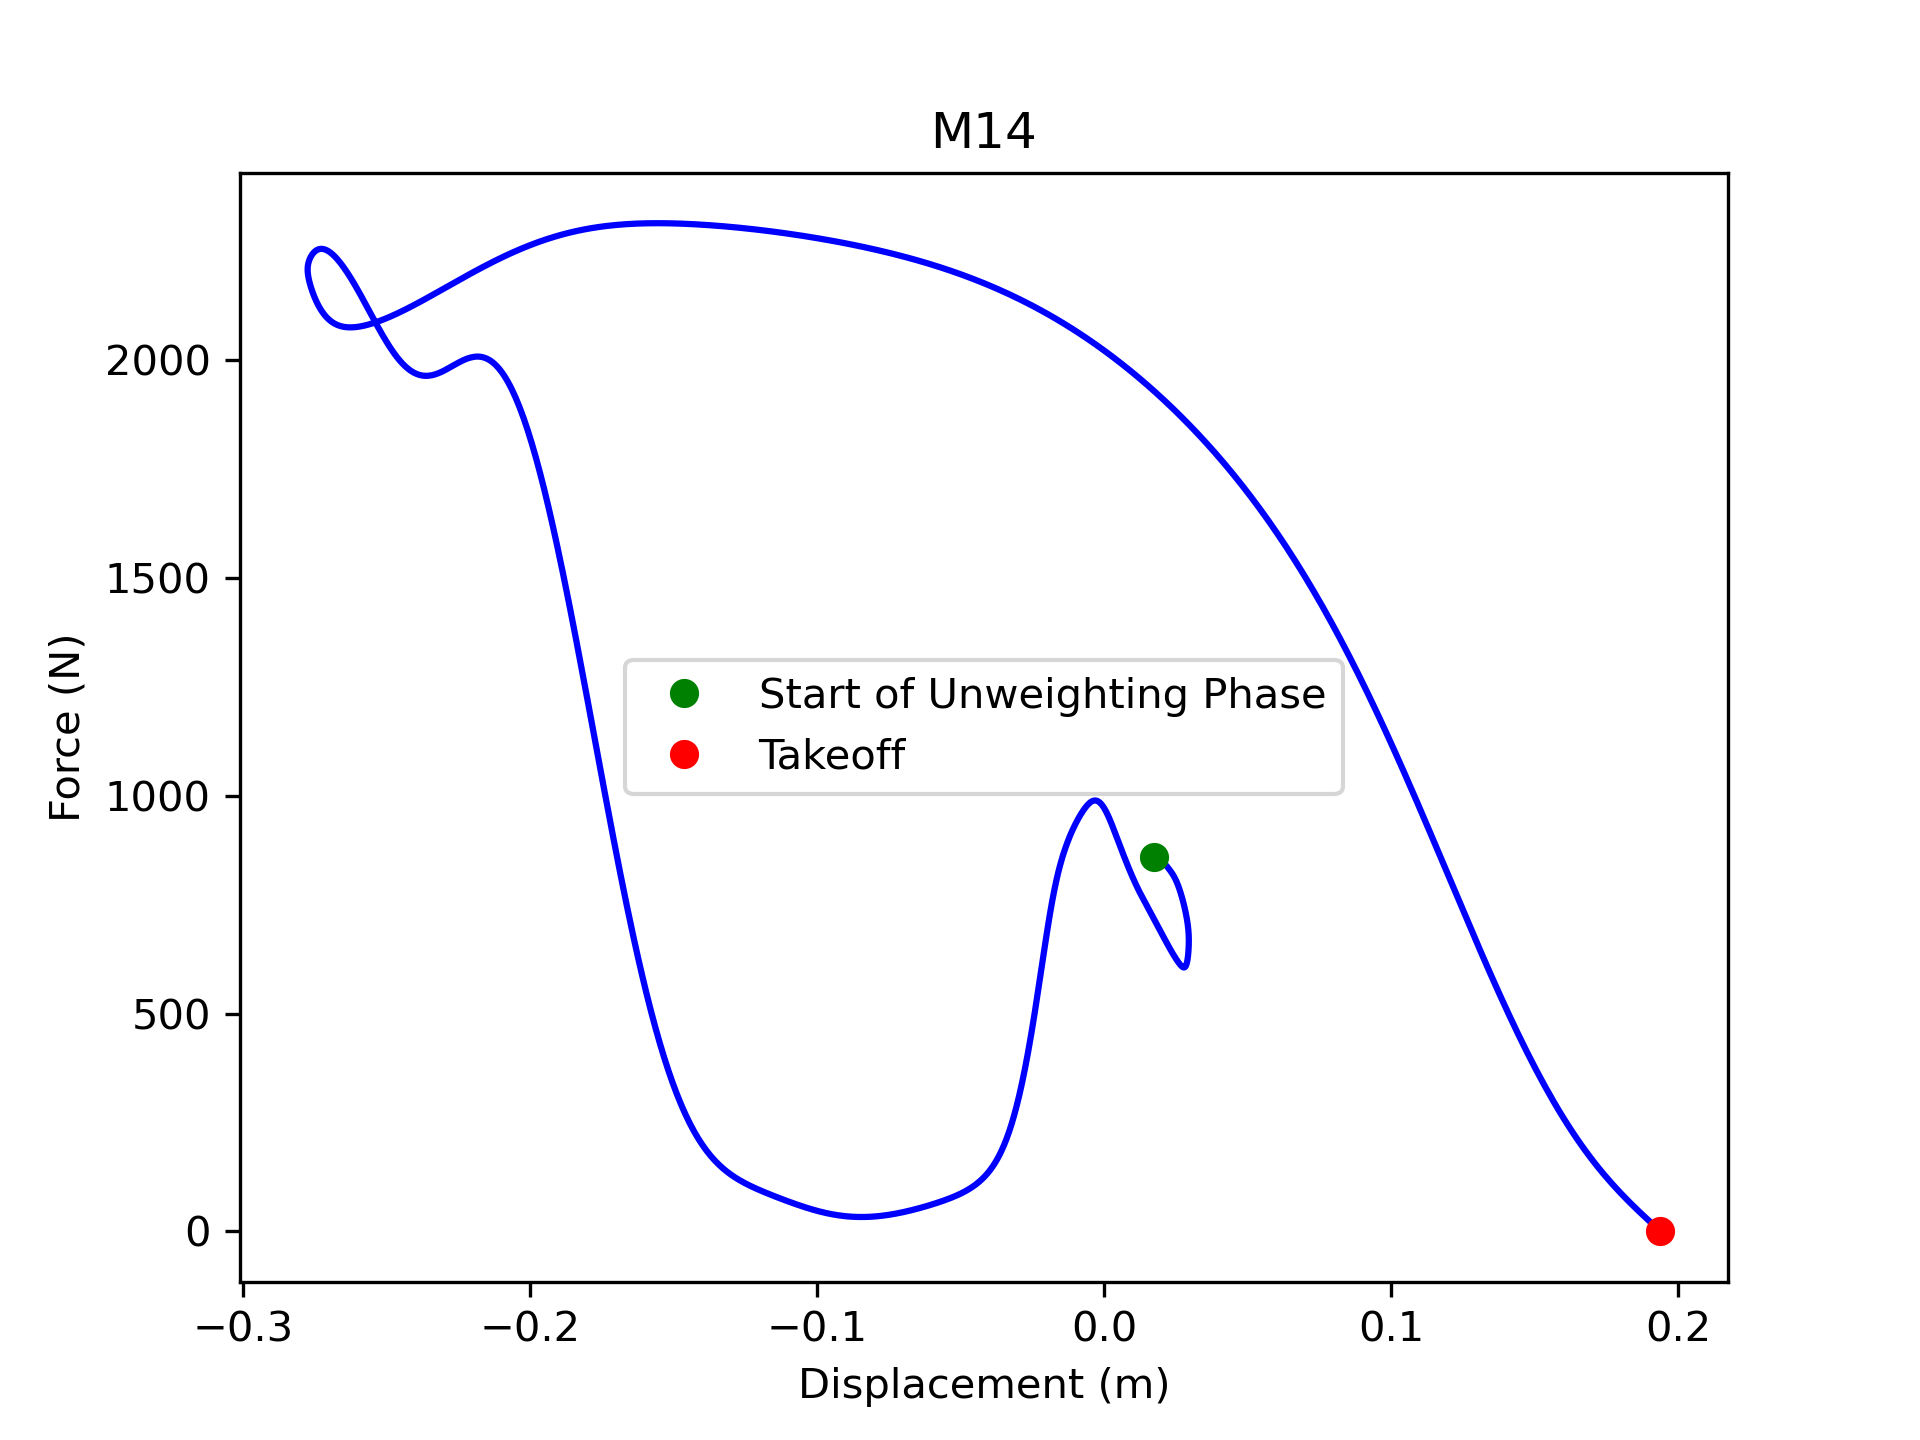 M14
Force (N)
2000
1500
1000
500
0
Start of Unweighting Phase
Takeoff
−0.3 −0.2 −0.1 0.0 0.1 0.2
Displacement (m)